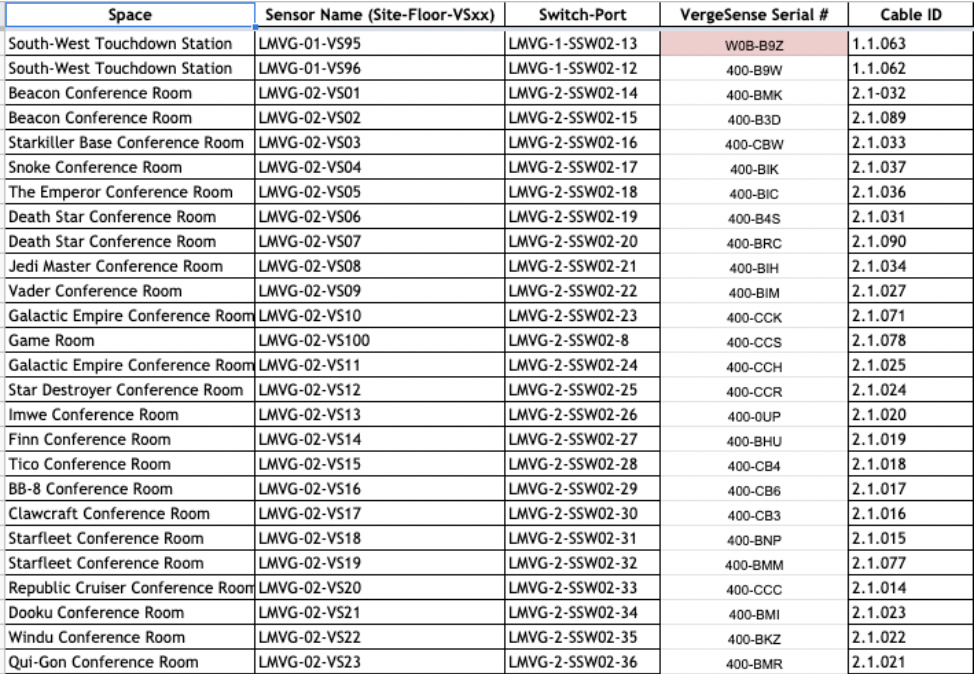 Space Sensor Name (Site-Floor-VSxx) Switch-Port VergeSense Serial # Cable ID
South-West Touchdown Station LMVG-01-VS95 LMVG-1-SSW02-13 W0B-B9Z 1.1.063
South-West Touchdown Station LMVG-01-VS96 LMVG-1-SSW02-12 400-B9W 1.1.062
Beacon Conference Room LMVG-02-VS01 LMVG-2-SSW02-14 400-BMK 2.1-032
Beacon Conference Room LMVG-02-VS02 LMVG-2-SSW02-15 400-B3D 2.1.089
Starkiller Base Conference Room LMVG-02-VS03 LMVG-2-SSW02-16 400-CBW 2.1.033
Snoke Conference Room LMVG-02-VS04 LMVG-2-SSW02-17 400-BIK 2.1.037
The Emperor Conference Room LMVG-02-VS05 LMVG-2-SSW02-18 400-BIC 2.1.036
Death Star Conference Room LMVG-02-VS06 LMVG-2-SSW02-19 400-B4S 2.1.031
Death Star Conference Room LMVG-02-VS07 LMVG-2-SSW02-20 400-BRC 2.1.090
Jedi Master Conference Room LMVG-02-VS08 LMVG-2-SSW02-21 400-BIH 2.1.034
Vader Conference Room LMVG-02-VS09 LMVG-2-SSW02-22 400-BIM 2.1.027
Galactic Empire Conference Room LMVG-02-VS10 LMVG-2-SSW02-23 400-CCK 2.1.071
Game Room LMVG-02-VS100 LMVG-2-SSW02-8 400-CCS 2.1.078
Galactic Empire Conference Room LMVG-02-VS11 LMVG-2-SSW02-24 400-CCH 2.1.025
Star Destroyer Conference Room LMVG-02-VS12 LMVG-2-SSW02-25 400-CCR 2.1.024
Imwe Conference Room LMVG-02-VS13 LMVG-2-SSW02-26 400-0UP 2.1.020
Finn Conference Room LMVG-02-VS14 LMVG-2-SSW02-27 400-BHU 2.1.019
Tico Conference Room LMVG-02-VS15 LMVG-2-SSW02-28 400-CB4 2.1.018
BB-8 Conference Room LMVG-02-VS16 LMVG-2-SSW02-29 400-CB6 2.1.017
Clawcraft Conference Room LMVG-02-VS17 LMVG-2-SSW02-30 400-CB3 2.1.016
Starfleet Conference Room LMVG-02-VS18 LMVG-2-SSW02-31 400-BNP 2.1.015
Starfleet Conference Room LMVG-02-VS19 LMVG-2-SSW02-32 400-BMM 2.1.077
Republic Cruiser Conference Room LMVG-02-VS20 LMVG-2-SSW02-33 400-CCC 2.1.014
Dooku Conference Room LMVG-02-VS21 LMVG-2-SSW02-34 400-BMI 2.1.023
Windu Conference Room LMVG-02-VS22 LMVG-2-SSW02-35 400-BKZ 2.1.022
Qui-Gon Conference Room LMVG-02-VS23 LMVG-2-SSW02-36 400-BMR 2.1.021